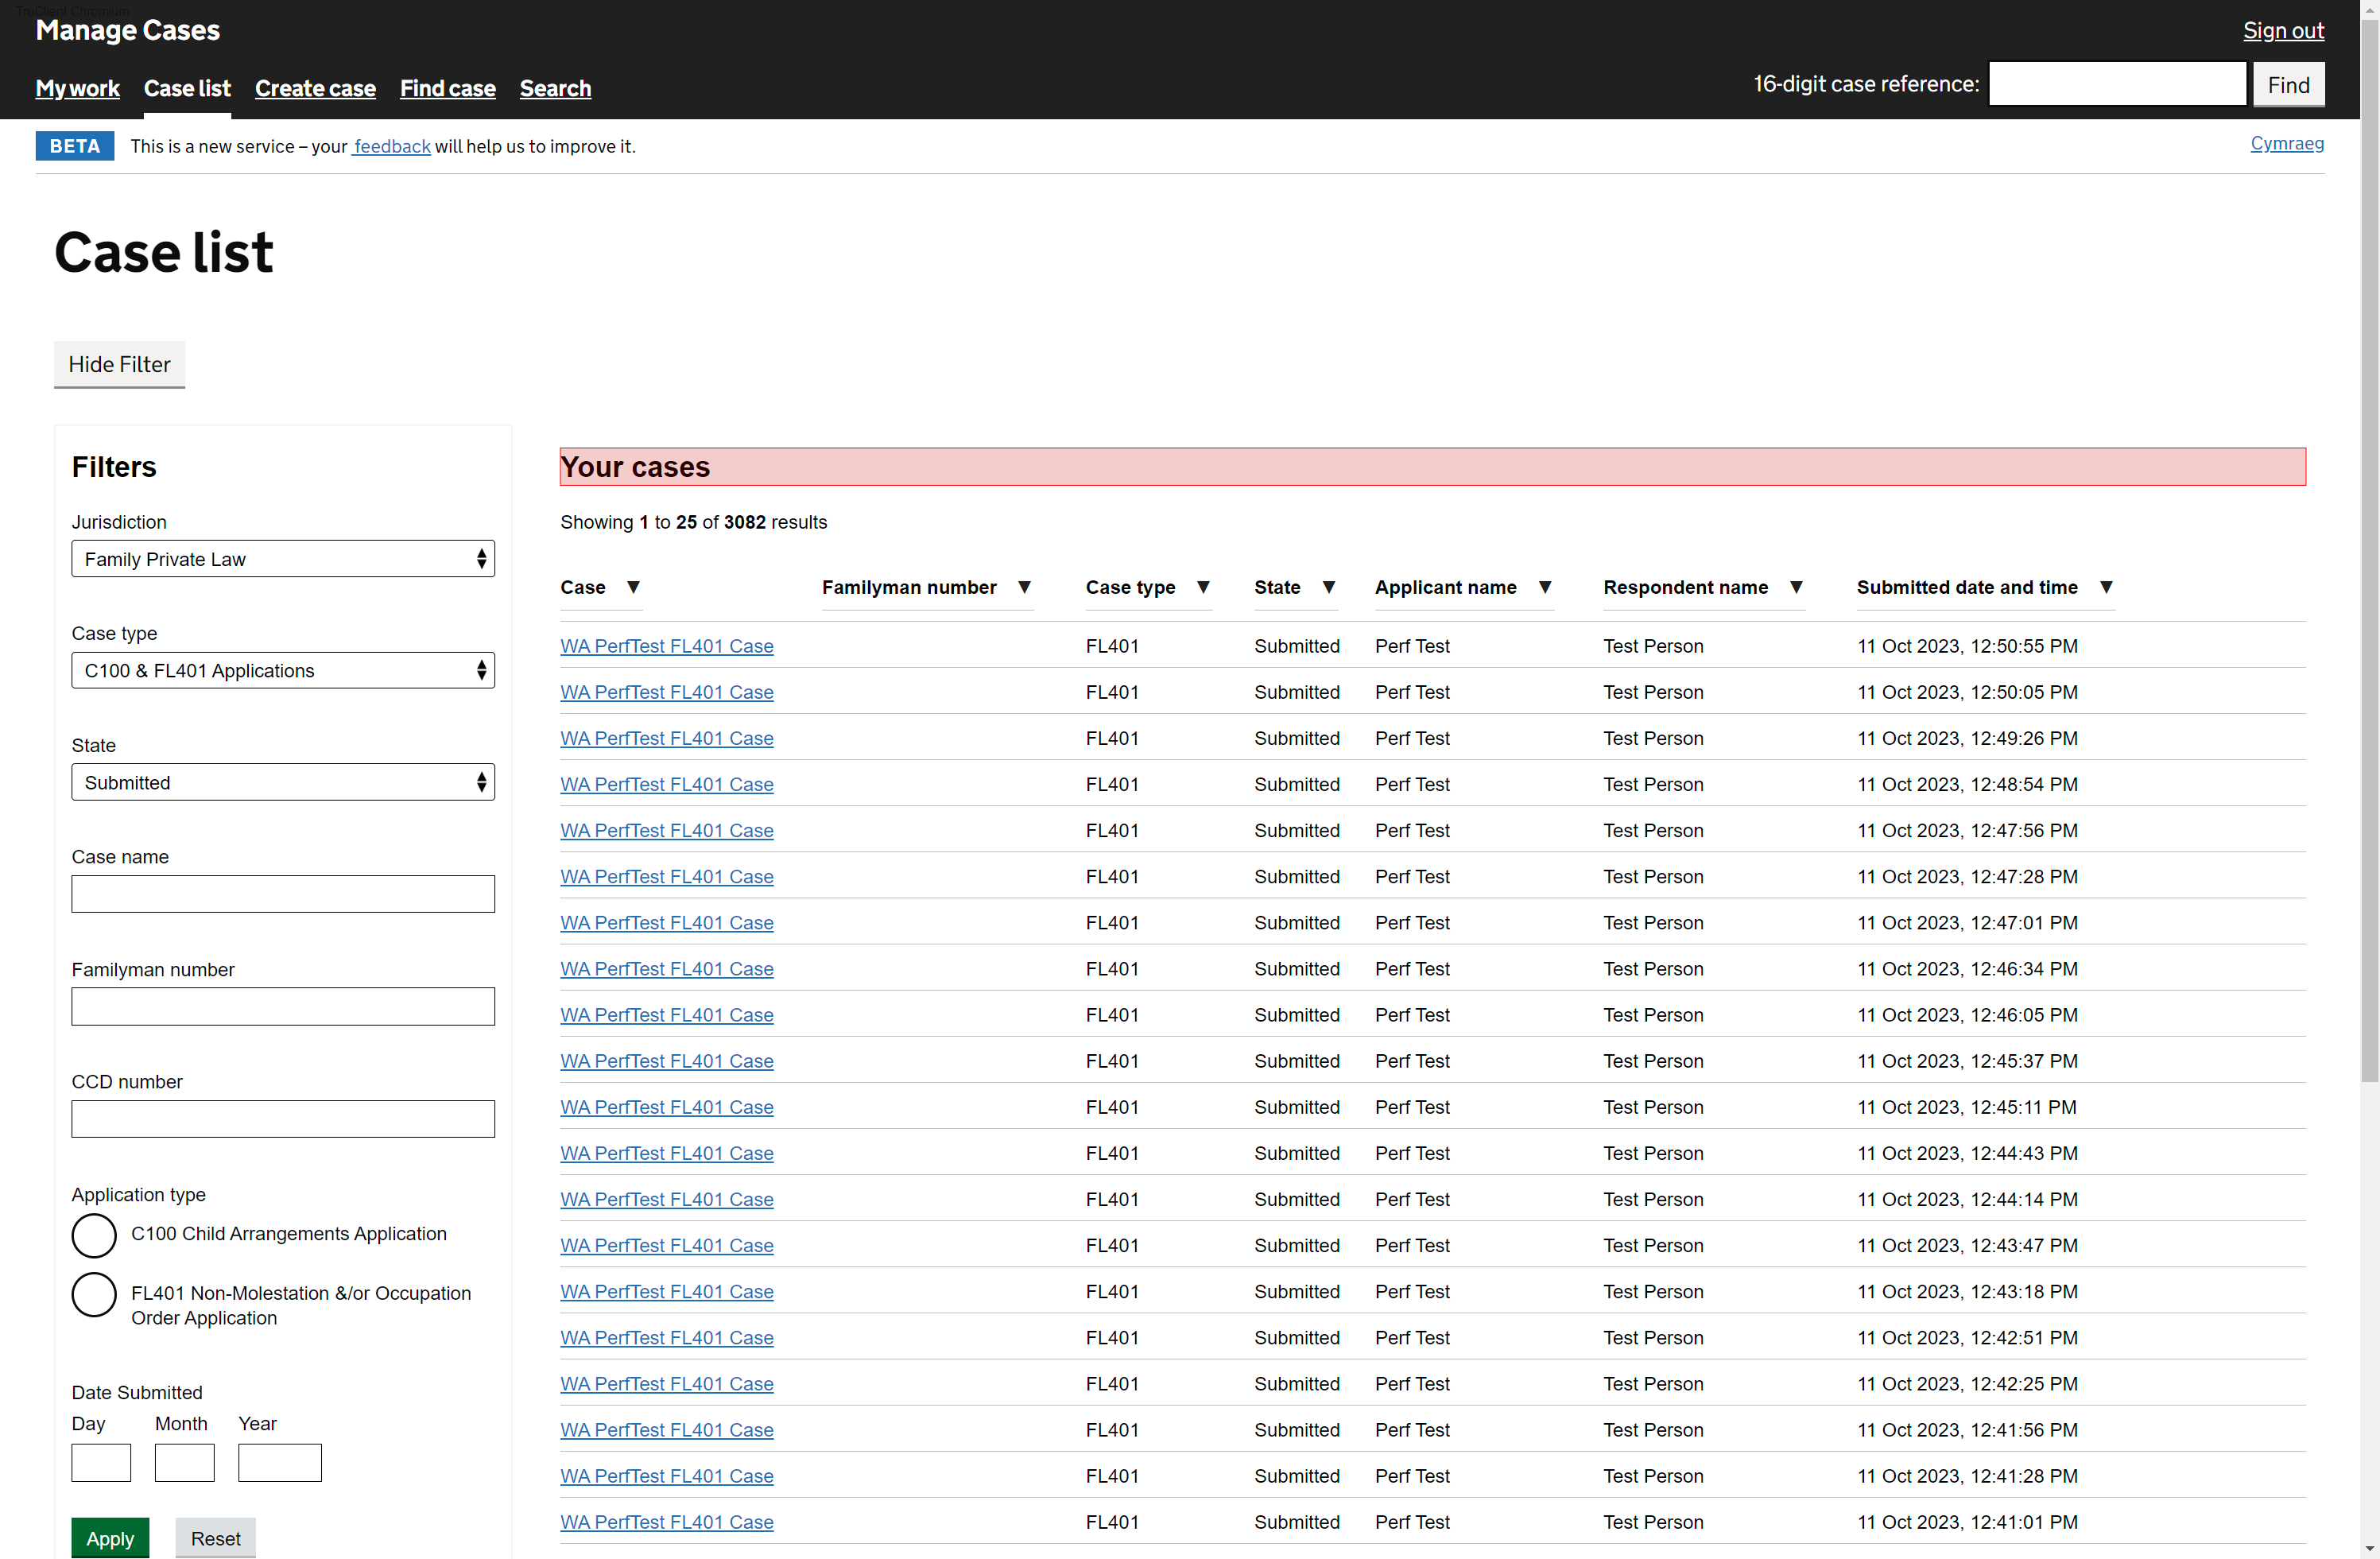 TruClient Chromium
Manage Cases
Sign out
My work Case list Create case Find case Search
16-digit case reference: Find
BETA This is a new service – your feedback will help us to improve it.
Cymraeg
Case list
Hide Filter
Filters
Jurisdiction
Family Private Law
Case type
C100 & FL401 Applications
State
Submitted
Case name
Familyman number
CCD number
Application type
C100 Child Arrangements Application
FL401 Non-Molestation &/or Occupation
Order Application
Date Submitted
Day Month Year
Apply Reset
Your cases
Showing 1 to 25 of 3082 results
Case ▼ Familyman number ▼ Case type ▼ State ▼ Applicant name ▼ Respondent name ▼ Submitted date and time ▼
WA PerfTest FL401 Case FL401 Submitted Perf Test Test Person 11 Oct 2023, 12:50:55 PM
WA PerfTest FL401 Case FL401 Submitted Perf Test Test Person 11 Oct 2023, 12:50:05 PM
WA PerfTest FL401 Case FL401 Submitted Perf Test Test Person 11 Oct 2023, 12:49:26 PM
WA PerfTest FL401 Case FL401 Submitted Perf Test Test Person 11 Oct 2023, 12:48:54 PM
WA PerfTest FL401 Case FL401 Submitted Perf Test Test Person 11 Oct 2023, 12:47:56 PM
WA PerfTest FL401 Case FL401 Submitted Perf Test Test Person 11 Oct 2023, 12:47:28 PM
WA PerfTest FL401 Case FL401 Submitted Perf Test Test Person 11 Oct 2023, 12:47:01 PM
WA PerfTest FL401 Case FL401 Submitted Perf Test Test Person 11 Oct 2023, 12:46:34 PM
WA PerfTest FL401 Case FL401 Submitted Perf Test Test Person 11 Oct 2023, 12:46:05 PM
WA PerfTest FL401 Case FL401 Submitted Perf Test Test Person 11 Oct 2023, 12:45:37 PM
WA PerfTest FL401 Case FL401 Submitted Perf Test Test Person 11 Oct 2023, 12:45:11 PM
WA PerfTest FL401 Case FL401 Submitted Perf Test Test Person 11 Oct 2023, 12:44:43 PM
WA PerfTest FL401 Case FL401 Submitted Perf Test Test Person 11 Oct 2023, 12:44:14 PM
WA PerfTest FL401 Case FL401 Submitted Perf Test Test Person 11 Oct 2023, 12:43:47 PM
WA PerfTest FL401 Case FL401 Submitted Perf Test Test Person 11 Oct 2023, 12:43:18 PM
WA PerfTest FL401 Case FL401 Submitted Perf Test Test Person 11 Oct 2023, 12:42:51 PM
WA PerfTest FL401 Case FL401 Submitted Perf Test Test Person 11 Oct 2023, 12:42:25 PM
WA PerfTest FL401 Case FL401 Submitted Perf Test Test Person 11 Oct 2023, 12:41:56 PM
WA PerfTest FL401 Case FL401 Submitted Perf Test Test Person 11 Oct 2023, 12:41:28 PM
WA PerfTest FL401 Case FL401 Submitted Perf Test Test Person 11 Oct 2023, 12:41:01 PM